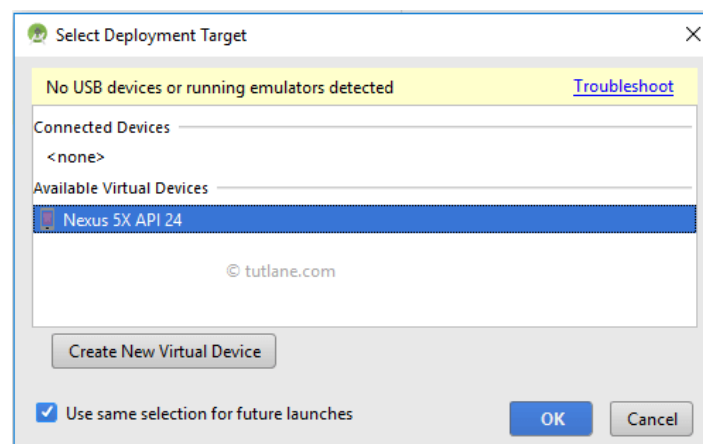 Select Deployment Target
No USB devices or running emulators detected Troubleshoot
Connected Devices
<none>
Available Virtual Devices
Nexus 5X API 24
© tutlane.com
Create New Virtual Device
Use same selection for future launches
OK Cancel